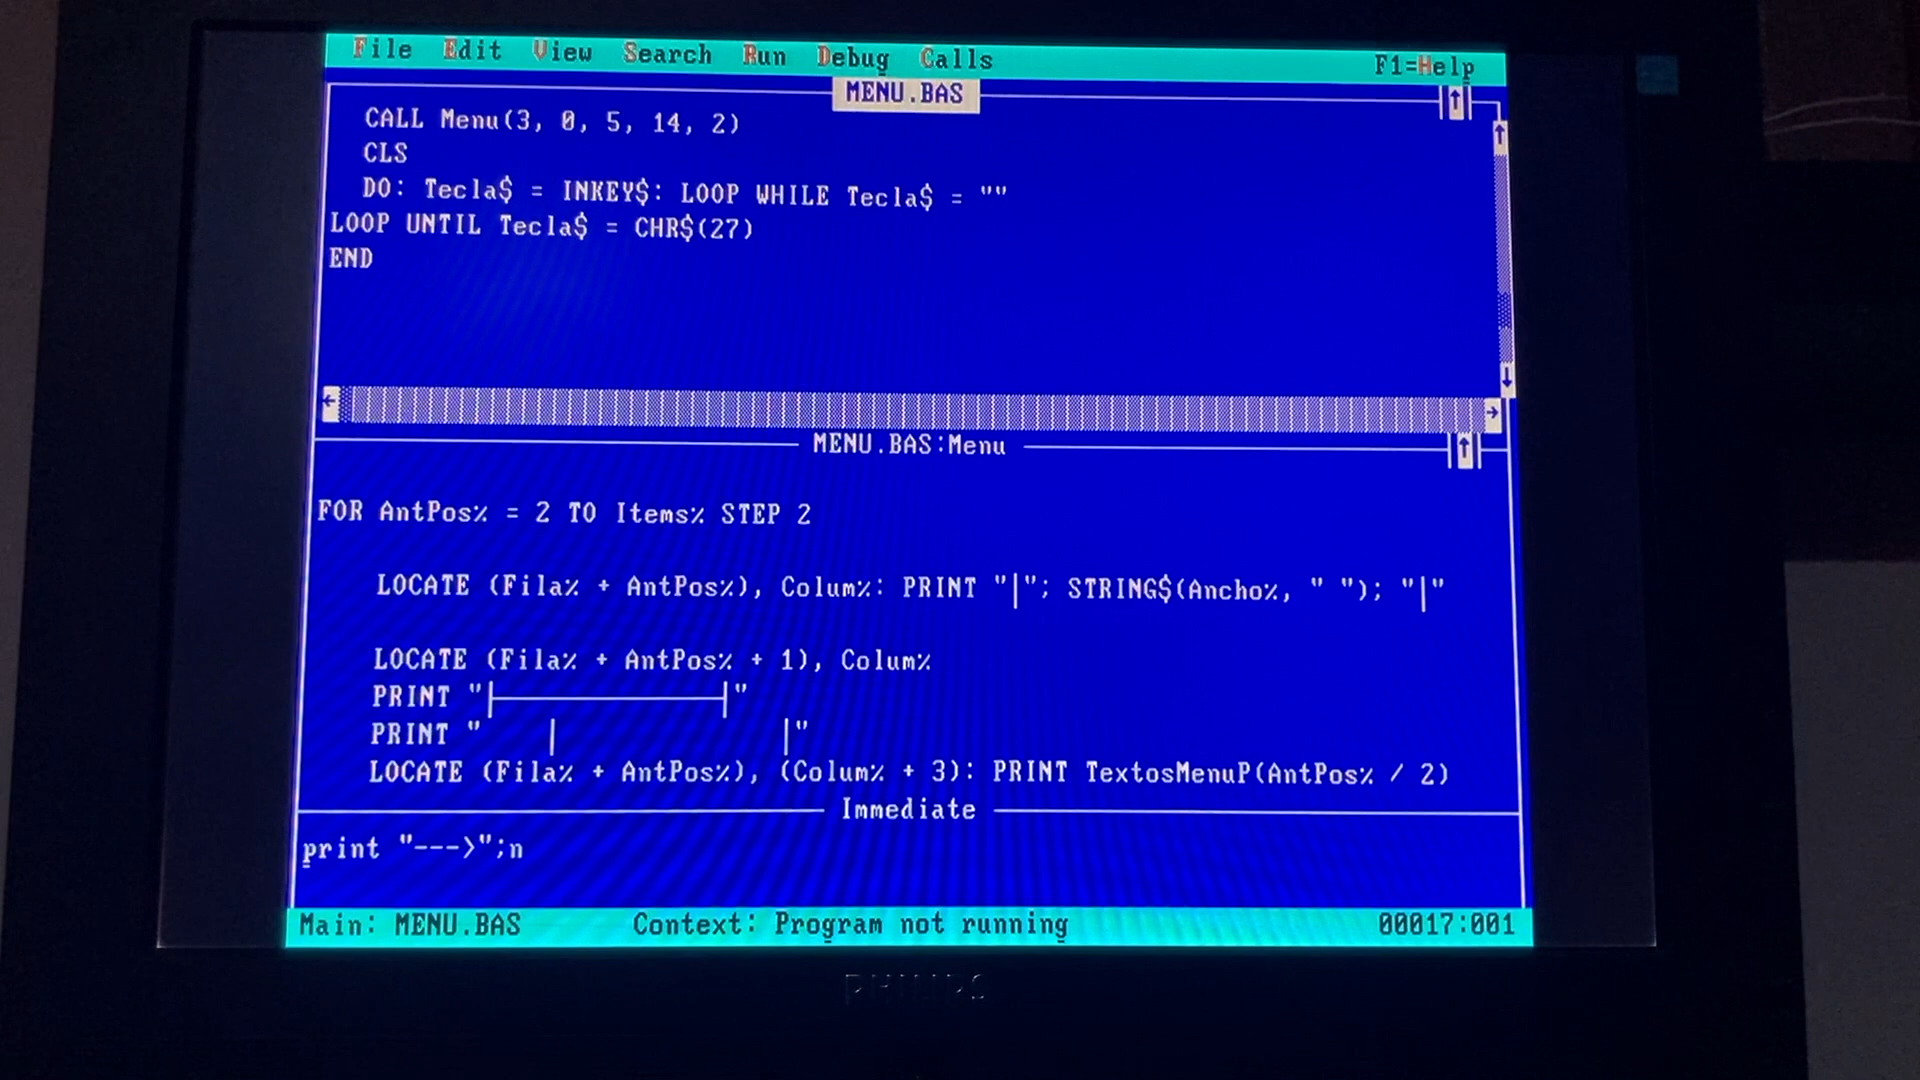 File Edit View Search Run Debug Calls F1=Help
MENU.BAS
CALL Menu(3, 0, 5, 14, 2)
CLS
DO: Tecla$ = INKEY$: LOOP WHILE Tecla$ = ""
LOOP UNTIL Tecla$ = CHR$(27)
END
MENU.BAS:Menu
FOR AntPos% = 2 TO Items% STEP 2
LOCATE (Fila% + AntPos%), Colum%: PRINT "│"; STRING$(Ancho%, " "); "│"
LOCATE (Fila% + AntPos% + 1), Colum%
PRINT "├──────────────┤"
PRINT "    │              │"
LOCATE (Fila% + AntPos%), (Colum% + 3): PRINT TextosMenuP(AntPos% / 2)
Immediate
print "--->";n
Main: MENU.BAS Context: Program not running 00017:001
PHILIPS